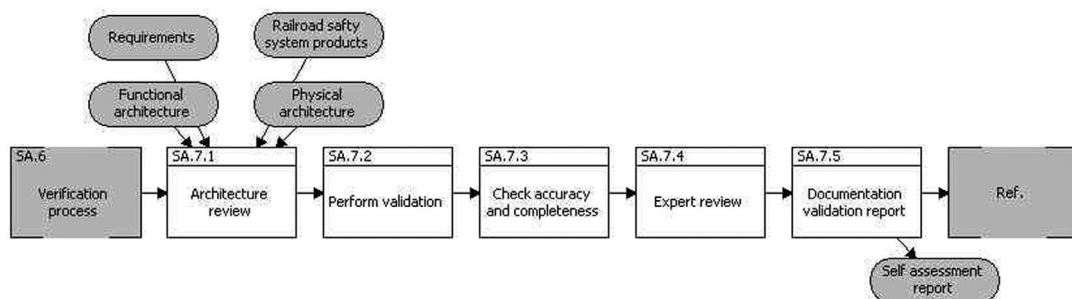 Requirements
Railroad safty
system products
Functional
architecture
Physical
architecture
SA.6
Verification
process
SA.7.1
Architecture
review
SA.7.2
Perform validation
SA.7.3
Check accuracy
and completeness
SA.7.4
Expert review
SA.7.5
Documentation
validation report
Ref.
Self assessment
report